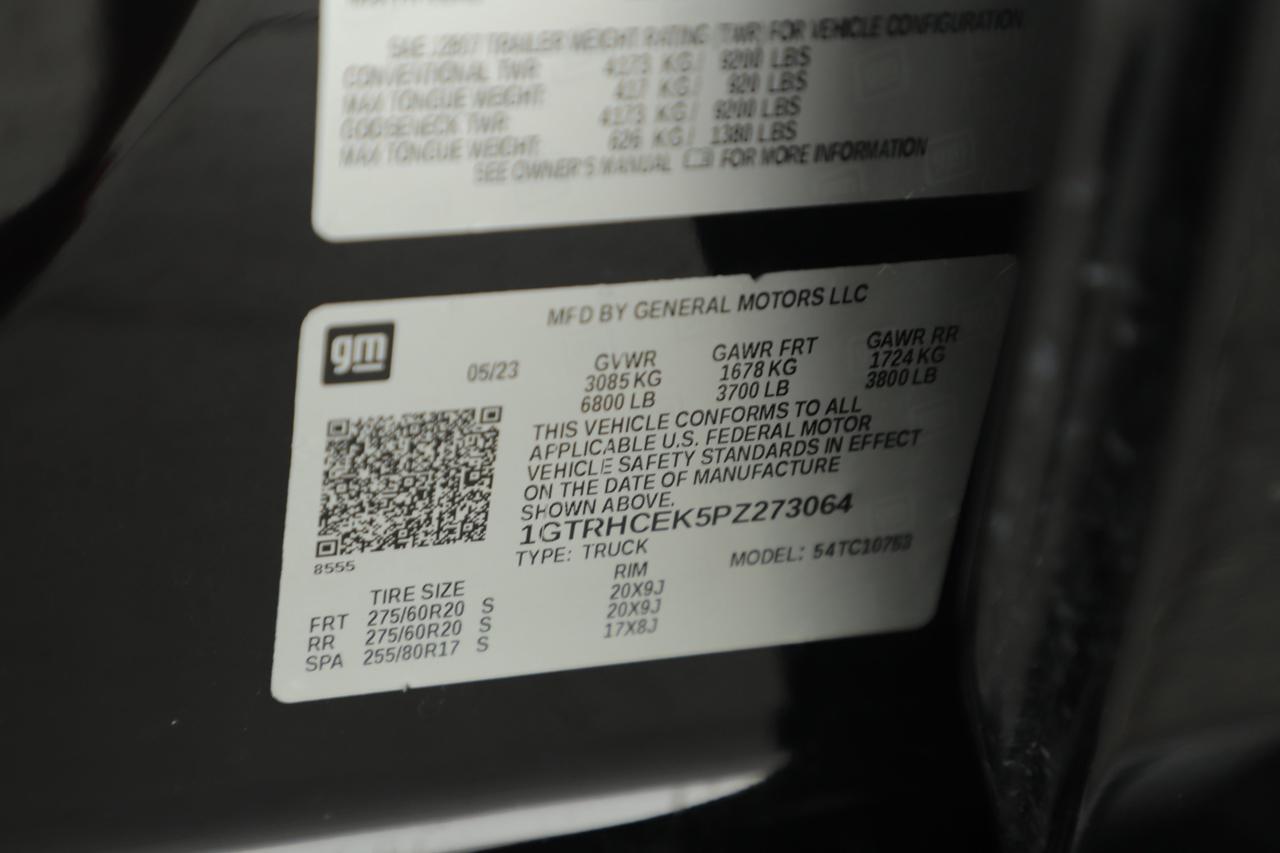 SAE J2807 TRAILER WEIGHT RATING (TWR) FOR VEHICLE CONFIGURATION
CONVENTIONAL TWR: 4173 KG/ 9200 LBS
MAX TONGUE WEIGHT: 417 KG/ 920 LBS
GOOSENECK TWR: 4173 KG/ 9200 LBS
MAX TONGUE WEIGHT: 626 KG/ 1380 LBS
SEE OWNER'S MANUAL FOR MORE INFORMATION
MFD BY GENERAL MOTORS LLC
gm
05/23
GVWR GAWR FRT GAWR RR
3085 KG 1678 KG 1724 KG
6800 LB 3700 LB 3800 LB
THIS VEHICLE CONFORMS TO ALL
APPLICABLE U.S. FEDERAL MOTOR
VEHICLE SAFETY STANDARDS IN EFFECT
ON THE DATE OF MANUFACTURE
SHOWN ABOVE.
1GTRHCEK5PZ273064
TYPE: TRUCK MODEL: 54TC10753
8555
TIRE SIZE RIM
FRT 275/60R20 S 20X9J
RR 275/60R20 S 20X9J
SPA 255/80R17 S 17X8J